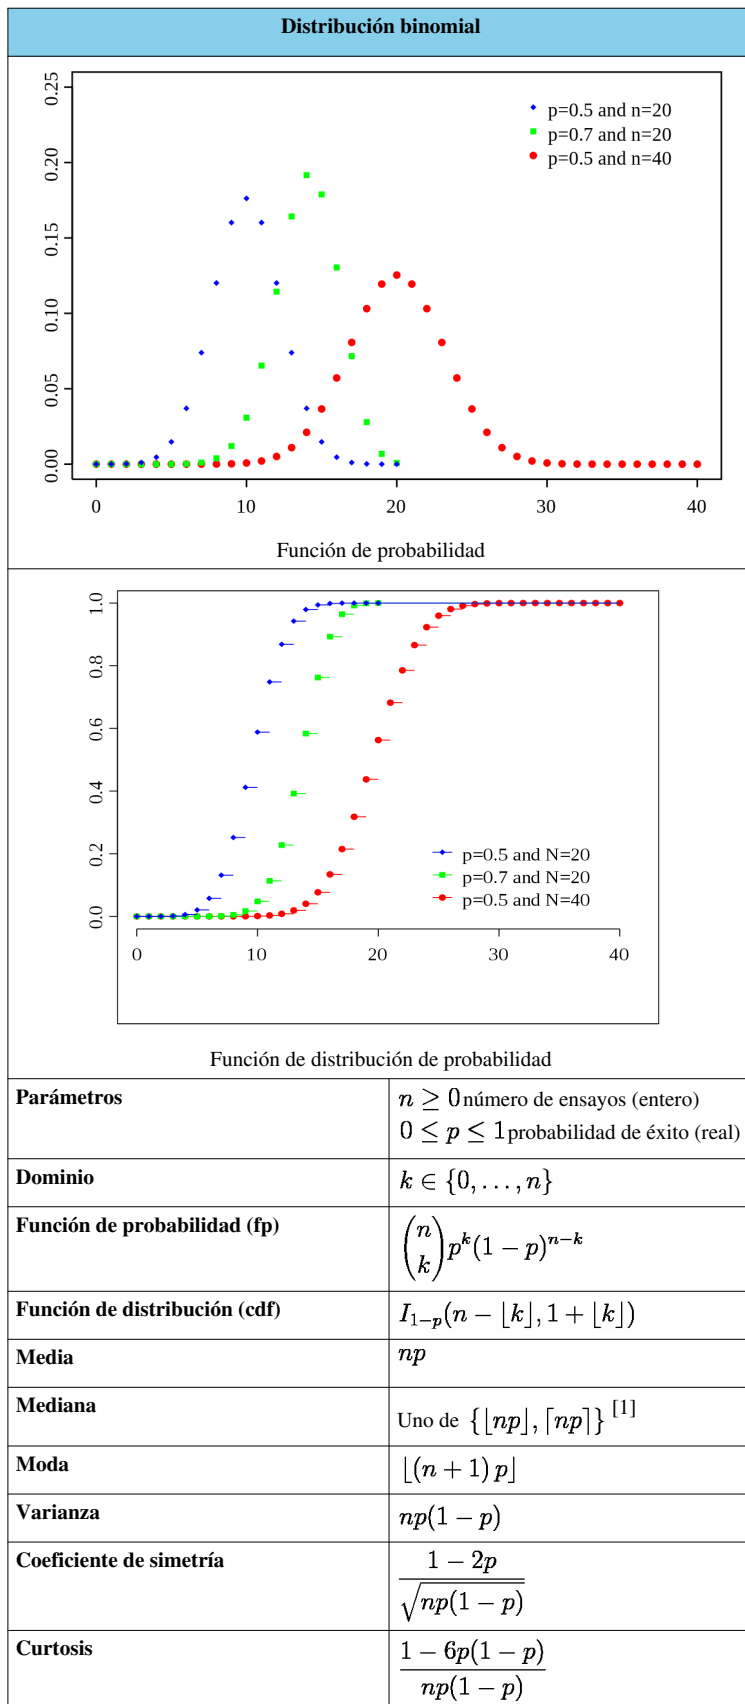 Distribución binomial
0.25
0.20
0.15
0.10
0.05
0.00
p=0.5 and n=20
p=0.7 and n=20
p=0.5 and n=40
0 10 20 30 40
Función de probabilidad
1.0
0.8
0.6
0.4
0.2
0.0
p=0.5 and N=20
p=0.7 and N=20
p=0.5 and N=40
0 10 20 30 40
Función de distribución de probabilidad
Parámetros
n ≥ 0 número de ensayos (entero)
0 ≤ p ≤ 1 probabilidad de éxito (real)
Dominio
k ∈ {0, . . . , n}
Función de probabilidad (fp)
(n k) p^k (1 − p)^{n−k}
Función de distribución (cdf)
I_{1−p}(n − ⌊k⌋, 1 + ⌊k⌋)
Media
np
Mediana
Uno de {⌊np⌋, ⌈np⌉} [1]
Moda
⌊(n + 1) p⌋
Varianza
np(1 − p)
Coeficiente de simetría
1 − 2p
√np(1 − p)
Curtosis
1 − 6p(1 − p)
np(1 − p)